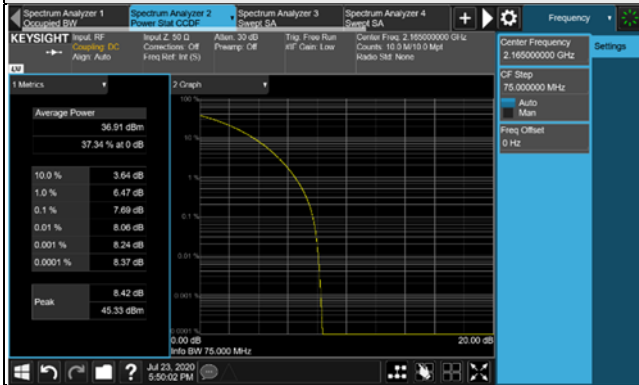 Spectrum Analyzer 1
Occupied BW
Spectrum Analyzer 2
Power Stat CCDF
Spectrum Analyzer 3
Swept SA
Spectrum Analyzer 4
Swept SA
Frequency
KEYSIGHT
Input: RF
Coupling: DC
Align: Auto
Input Z: 50 Ω
Corrections: Off
Freq Ref: Int (S)
Atten: 30 dB
Preamp: Off
Trig: Free Run
#IF Gain: Low
Center Freq: 2.165000000 GHz
Counts: 10.0 M/10.0 Mpt
Radio Std: None
Center Frequency
2.165000000 GHz
Settings
CF Step
75.000000 MHz
Auto
Man
Freq Offset
0 Hz
1 Metrics
2 Graph
Average Power
36.91 dBm
37.34 % at 0 dB
10.0 % 3.64 dB
1.0 % 6.47 dB
0.1 % 7.69 dB
0.01 % 8.06 dB
0.001 % 8.24 dB
0.0001 % 8.37 dB
Peak
8.42 dB
45.33 dBm
100 %
10 %
1 %
0.1 %
0.01 %
0.001 %
0.0001 %
0.00 dB
20.00 dB
Info BW 75.000 MHz
Jul 23, 2020
5:50:02 PM